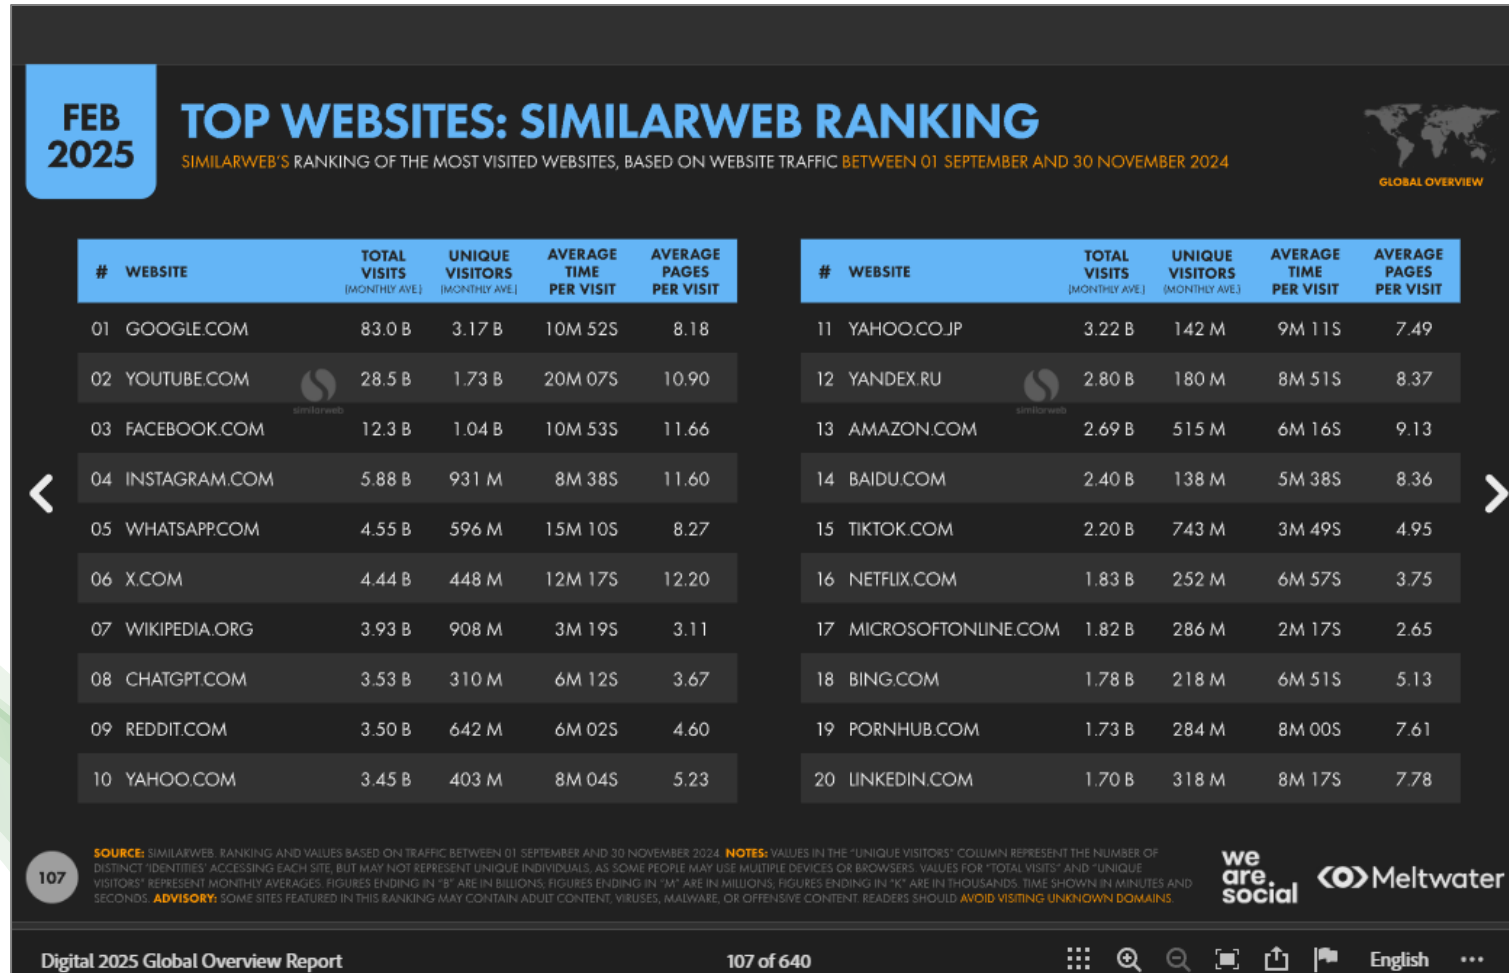 FEB
2025
TOP WEBSITES: SIMILARWEB RANKING
SIMILARWEB'S RANKING OF THE MOST VISITED WEBSITES, BASED ON WEBSITE TRAFFIC BETWEEN 01 SEPTEMBER AND 30 NOVEMBER 2024
GLOBAL OVERVIEW
# WEBSITE TOTAL VISITS (MONTHLY AVE.) UNIQUE VISITORS (MONTHLY AVE.) AVERAGE TIME PER VISIT AVERAGE PAGES PER VISIT
01 GOOGLE.COM 83.0 B 3.17 B 10M 52S 8.18
02 YOUTUBE.COM 28.5 B 1.73 B 20M 07S 10.90
similarweb
03 FACEBOOK.COM 12.3 B 1.04 B 10M 53S 11.66
04 INSTAGRAM.COM 5.88 B 931 M 8M 38S 11.60
05 WHATSAPP.COM 4.55 B 596 M 15M 10S 8.27
06 X.COM 4.44 B 448 M 12M 17S 12.20
07 WIKIPEDIA.ORG 3.93 B 908 M 3M 19S 3.11
08 CHATGPT.COM 3.53 B 310 M 6M 12S 3.67
09 REDDIT.COM 3.50 B 642 M 6M 02S 4.60
10 YAHOO.COM 3.45 B 403 M 8M 04S 5.23
# WEBSITE TOTAL VISITS (MONTHLY AVE.) UNIQUE VISITORS (MONTHLY AVE.) AVERAGE TIME PER VISIT AVERAGE PAGES PER VISIT
11 YAHOO.CO.JP 3.22 B 142 M 9M 11S 7.49
12 YANDEX.RU 2.80 B 180 M 8M 51S 8.37
similarweb
13 AMAZON.COM 2.69 B 515 M 6M 16S 9.13
14 BAIDU.COM 2.40 B 138 M 5M 38S 8.36
15 TIKTOK.COM 2.20 B 743 M 3M 49S 4.95
16 NETFLIX.COM 1.83 B 252 M 6M 57S 3.75
17 MICROSOFTONLINE.COM 1.82 B 286 M 2M 17S 2.65
18 BING.COM 1.78 B 218 M 6M 51S 5.13
19 PORNHUB.COM 1.73 B 284 M 8M 00S 7.61
20 LINKEDIN.COM 1.70 B 318 M 8M 17S 7.78
107
SOURCE: SIMILARWEB. RANKING AND VALUES BASED ON TRAFFIC BETWEEN 01 SEPTEMBER AND 30 NOVEMBER 2024. NOTES: VALUES IN THE "UNIQUE VISITORS" COLUMN REPRESENT THE NUMBER OF
DISTINCT 'IDENTITIES' ACCESSING EACH SITE, BUT MAY NOT REPRESENT UNIQUE INDIVIDUALS, AS SOME PEOPLE MAY USE MULTIPLE DEVICES OR BROWSERS. VALUES FOR "TOTAL VISITS" AND "UNIQUE
VISITORS" REPRESENT MONTHLY AVERAGES. FIGURES ENDING IN "B" ARE IN BILLIONS; FIGURES ENDING IN "M" ARE IN MILLIONS; FIGURES ENDING IN "K" ARE IN THOUSANDS. TIME SHOWN IN MINUTES AND
SECONDS. ADVISORY: SOME SITES FEATURED IN THIS RANKING MAY CONTAIN ADULT CONTENT, VIRUSES, MALWARE, OR OFFENSIVE CONTENT. READERS SHOULD AVOID VISITING UNKNOWN DOMAINS.
we
are
social
Meltwater
Digital 2025 Global Overview Report
107 of 640
English